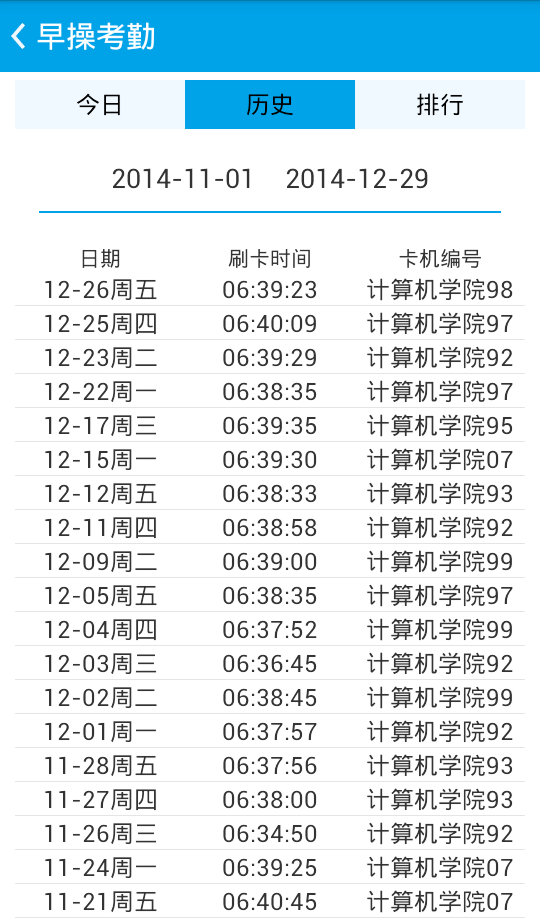 早操考勤
今日 历史 排行
2014-11-01 2014-12-29
日期 刷卡时间 卡机编号
12-26周五 06:39:23 计算机学院98
12-25周四 06:40:09 计算机学院97
12-23周二 06:39:29 计算机学院92
12-22周一 06:38:35 计算机学院97
12-17周三 06:39:35 计算机学院95
12-15周一 06:39:30 计算机学院07
12-12周五 06:38:33 计算机学院93
12-11周四 06:38:58 计算机学院92
12-09周二 06:39:00 计算机学院99
12-05周五 06:38:35 计算机学院97
12-04周四 06:37:52 计算机学院99
12-03周三 06:36:45 计算机学院92
12-02周二 06:38:45 计算机学院99
12-01周一 06:37:57 计算机学院92
11-28周五 06:37:56 计算机学院93
11-27周四 06:38:00 计算机学院93
11-26周三 06:34:50 计算机学院92
11-24周一 06:39:25 计算机学院07
11-21周五 06:40:45 计算机学院07